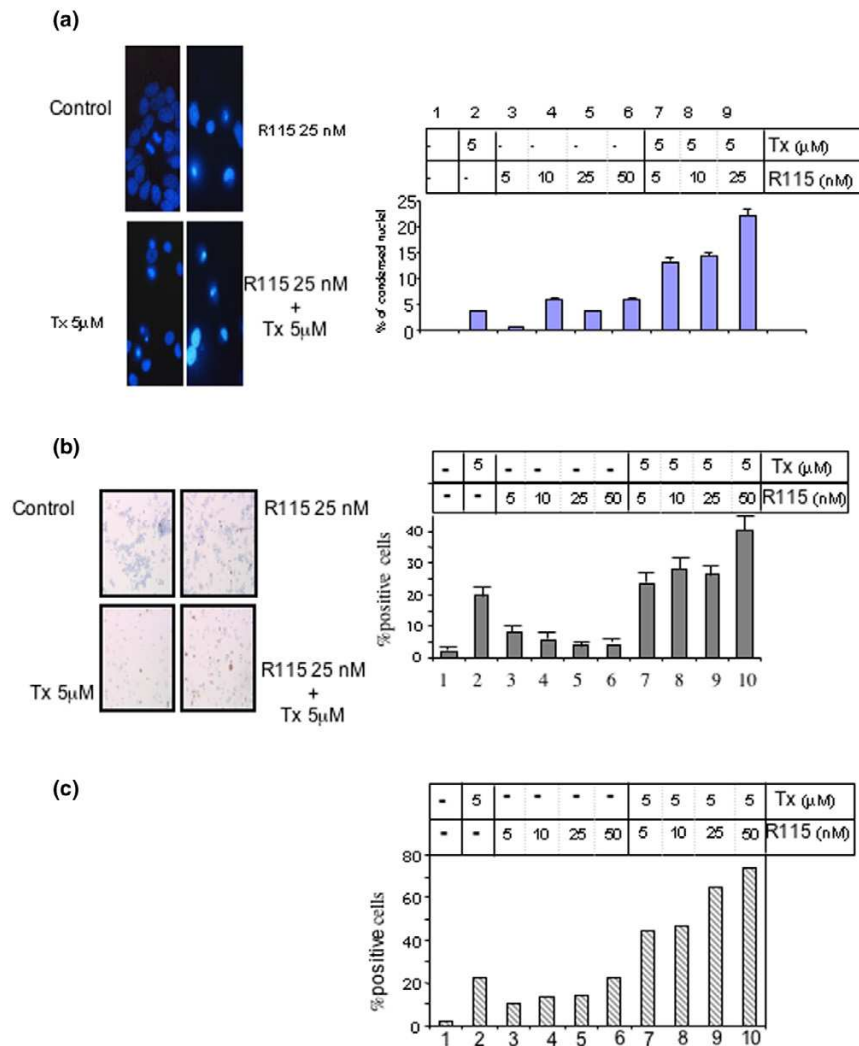 (a)
Control
R115 25 nM
Tx 5μM
R115 25 nM
+
Tx 5μM
1 2 3 4 5 6 7 8 9
- 5 - - - - 5 5 5 Tx (μM)
- - 5 10 25 50 5 10 25 R115 (nM)
% of condensed nuclei
25
20
15
10
5
0
(b)
Control
R115 25 nM
Tx 5μM
R115 25 nM
+
Tx 5μM
- 5 - - - - 5 5 5 5 Tx (μM)
- - 5 10 25 50 5 10 25 50 R115 (nM)
%positive cells
40
30
20
10
0
1 2 3 4 5 6 7 8 9 10
(c)
- 5 - - - - 5 5 5 5 Tx (μM)
- - 5 10 25 50 5 10 25 50 R115 (nM)
%positive cells
80
60
40
20
0
1 2 3 4 5 6 7 8 9 10